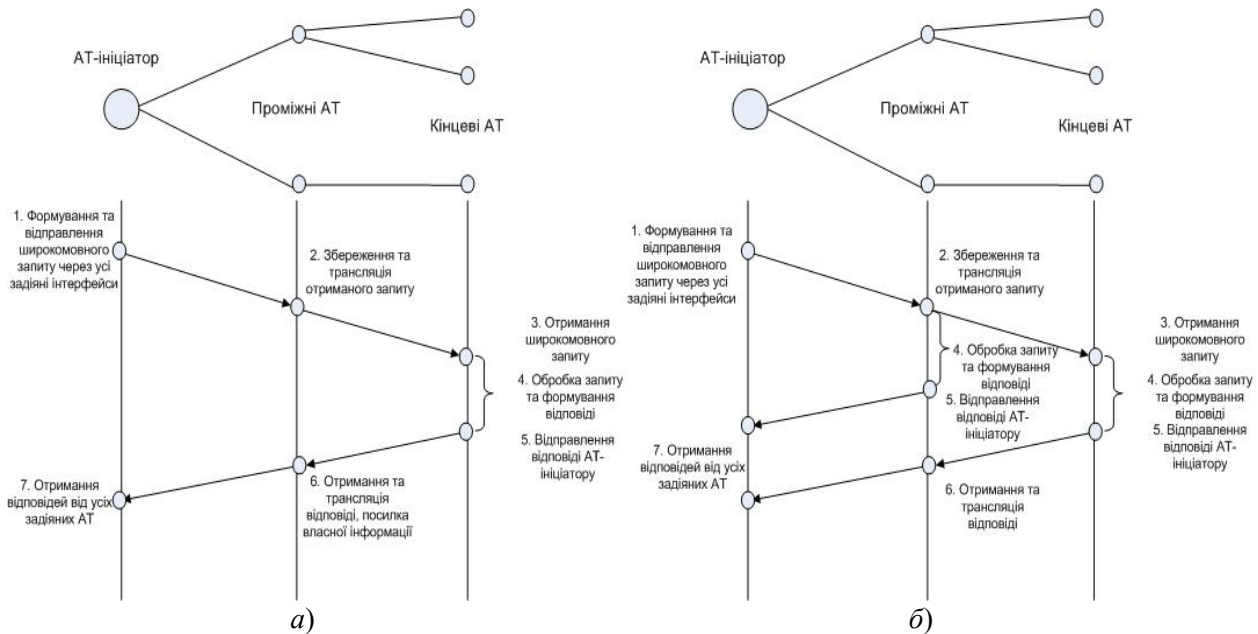 АТ-ініціатор
Проміжні АТ
Кінцеві АТ
1. Формування та
відправлення
широкомовного
запиту через усі
задіяні інтерфейси
2. Збереження та
трансляція
отриманого запиту
3. Отримання
широкомовного
запиту
4. Обробка запиту
та формування
відповіді
5. Відправлення
відповіді АТ-
ініціатору
6. Отримання та
трансляція
відповіді, посилка
власної інформації
7. Отримання
відповідей від усіх
задіяних АТ
а)
АТ-ініціатор
Проміжні АТ
Кінцеві АТ
1. Формування та
відправлення
широкомовного
запиту через усі
задіяні інтерфейси
2. Збереження та
трансляція
отриманого запиту
3. Отримання
широкомовного
запиту
4. Обробка запиту
та формування
відповіді
5. Відправлення
відповіді АТ-
ініціатору
4. Обробка запиту
та формування
відповіді
5. Відправлення
відповіді АТ-
ініціатору
6. Отримання та
трансляція
відповіді
7. Отримання
відповідей від усіх
задіяних АТ
б)